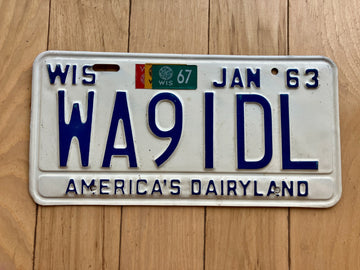 WIS 67 JAN 63
WIS
WA9IDL
AMERICA'S DAIRYLAND